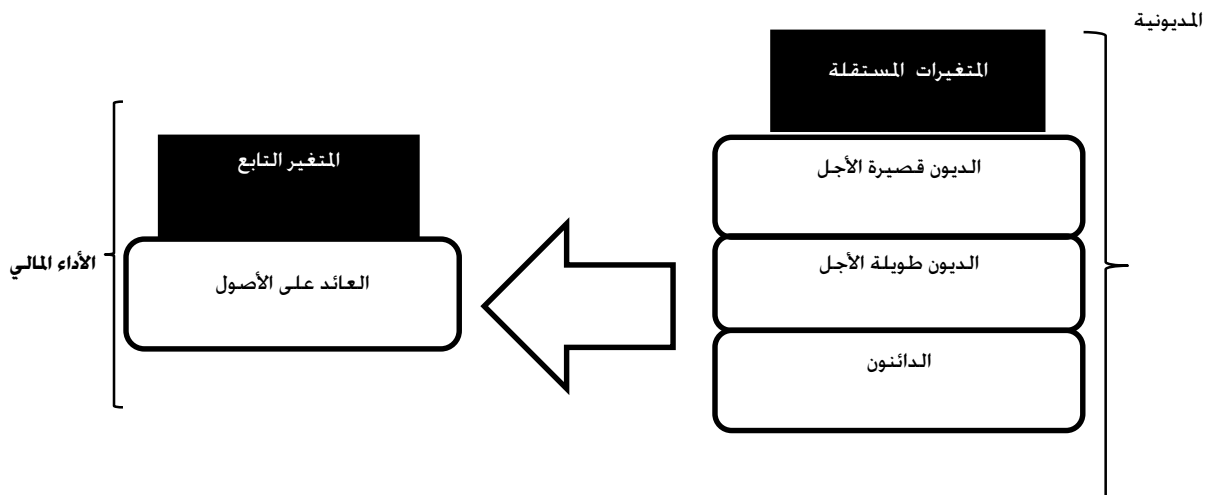 المديونية
المتغيرات المستقلة
الديون قصيرة الأجل
الديون طويلة الأجل
الدائنون
المتغير التابع
العائد على الأصول
الأداء المالي